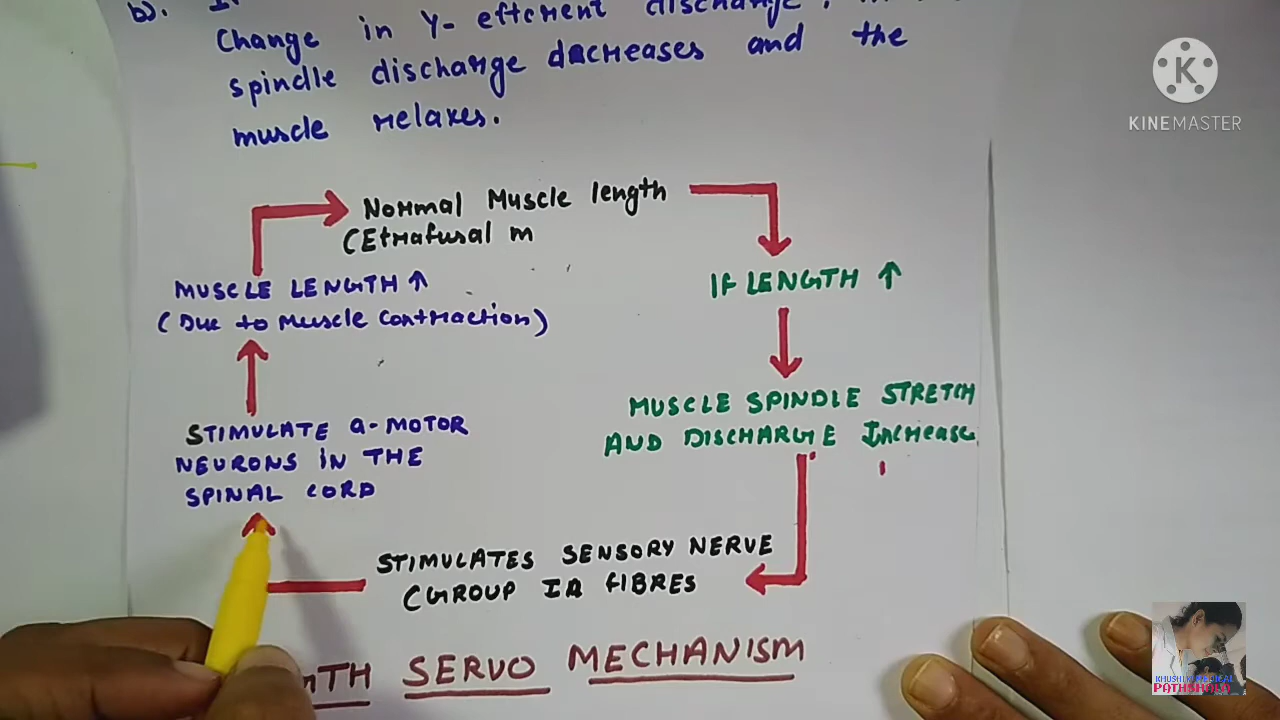 b).
Change in γ- efferent discharge.
spindle discharge decreases and the
muscle relaxes.
Normal Muscle length
(Etrafusal m
MUSCLE LENGTH ↑
(Due to Muscle contraction)
IF LENGTH ↑
MUSCLE SPINDLE STRETCH
AND DISCHARGE Increase
STIMULATE α-MOTOR
NEURONS IN THE
SPINAL CORD
STIMULATES SENSORY NERVE
(GROUP IA FIBRES
SERVO MECHANISM
KINEMASTER
PATHSHALA